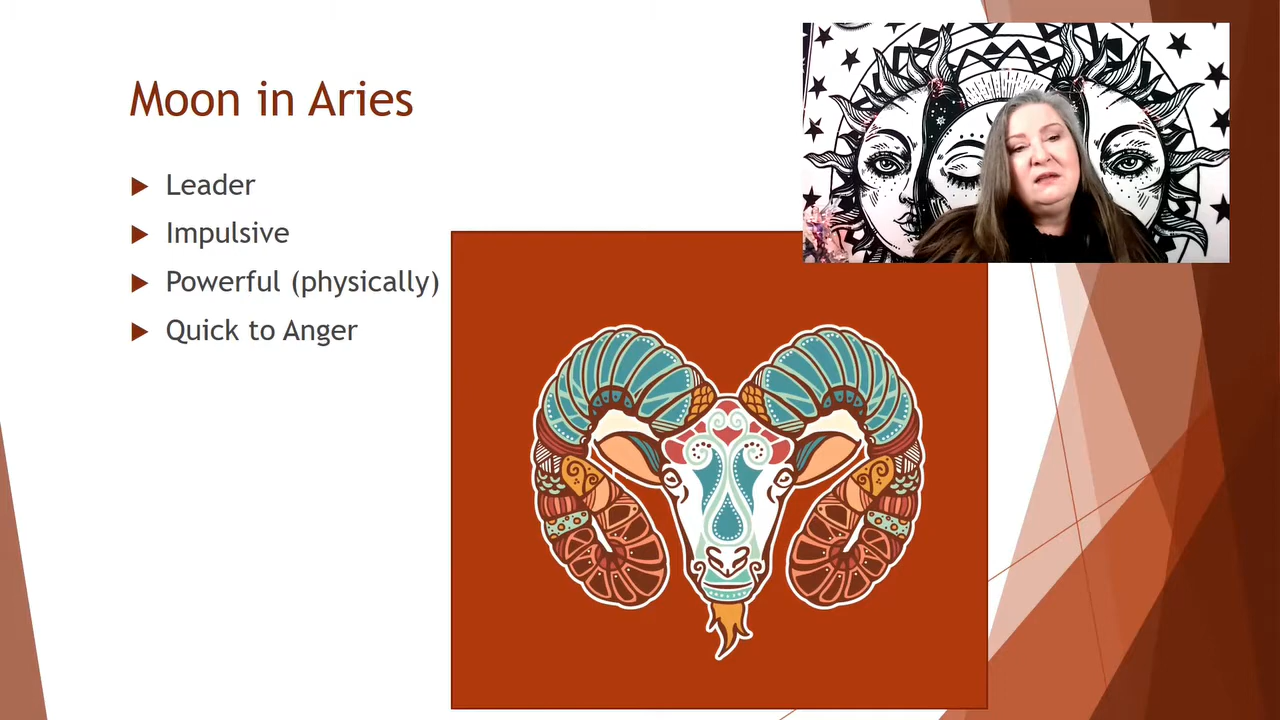 Moon in Aries
Leader
Impulsive
Powerful (physically)
Quick to Anger